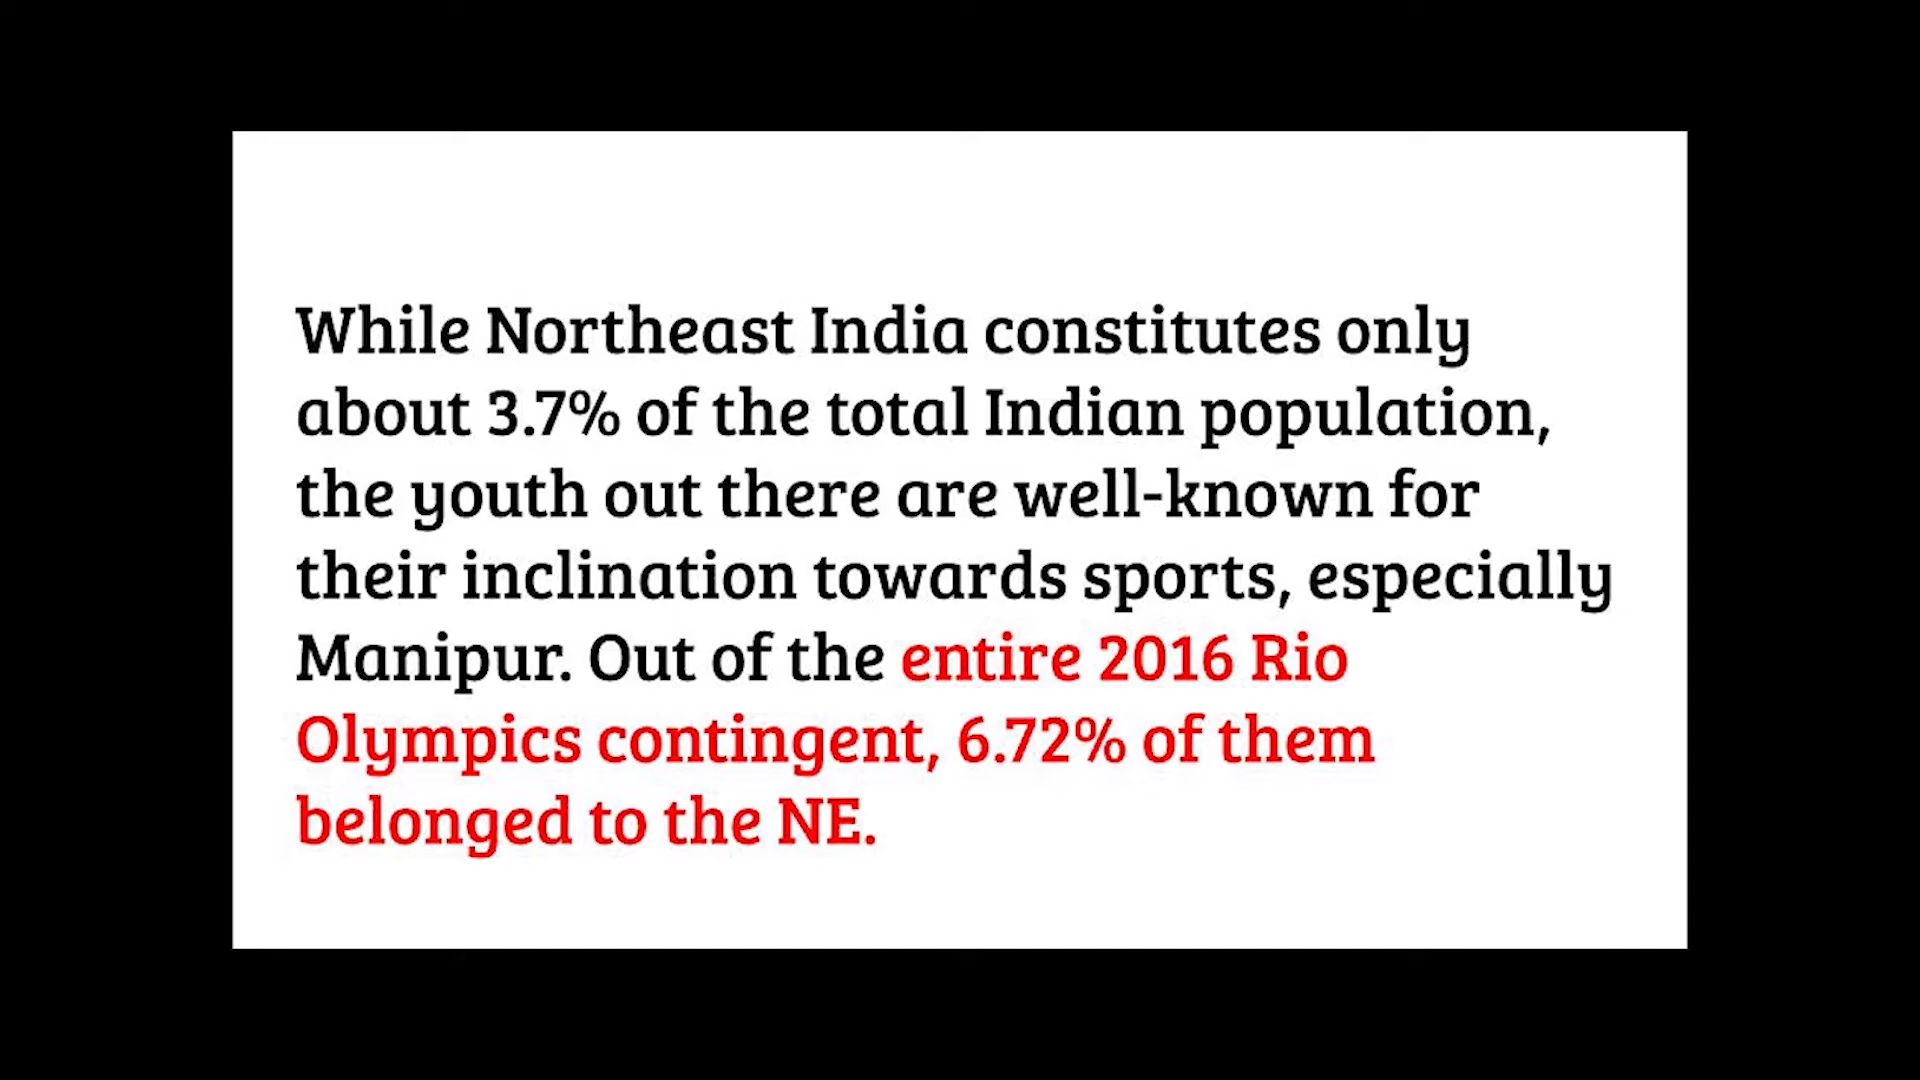 While Northeast India constitutes only
about 3.7% of the total Indian population,
the youth out there are well-known for
their inclination towards sports, especially
Manipur. Out of the entire 2016 Rio
Olympics contingent, 6.72% of them
belonged to the NE.